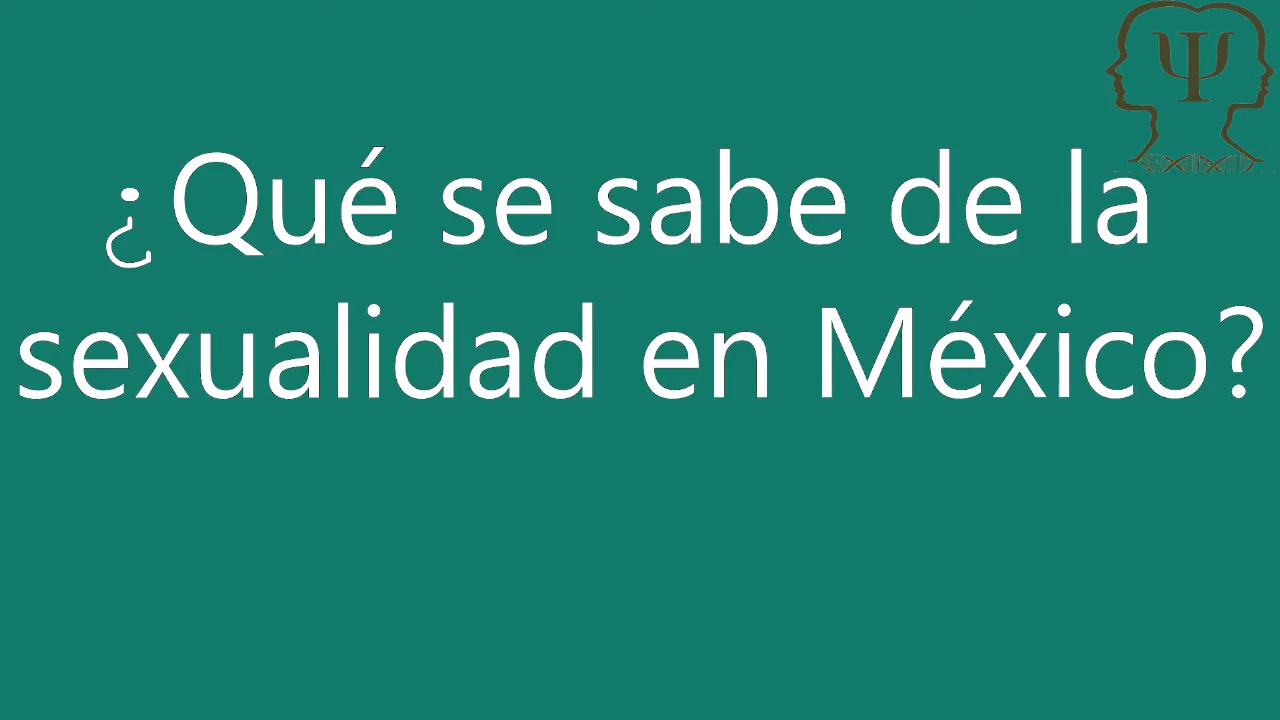 Ψ
¿Qué se sabe de la
sexualidad en México?